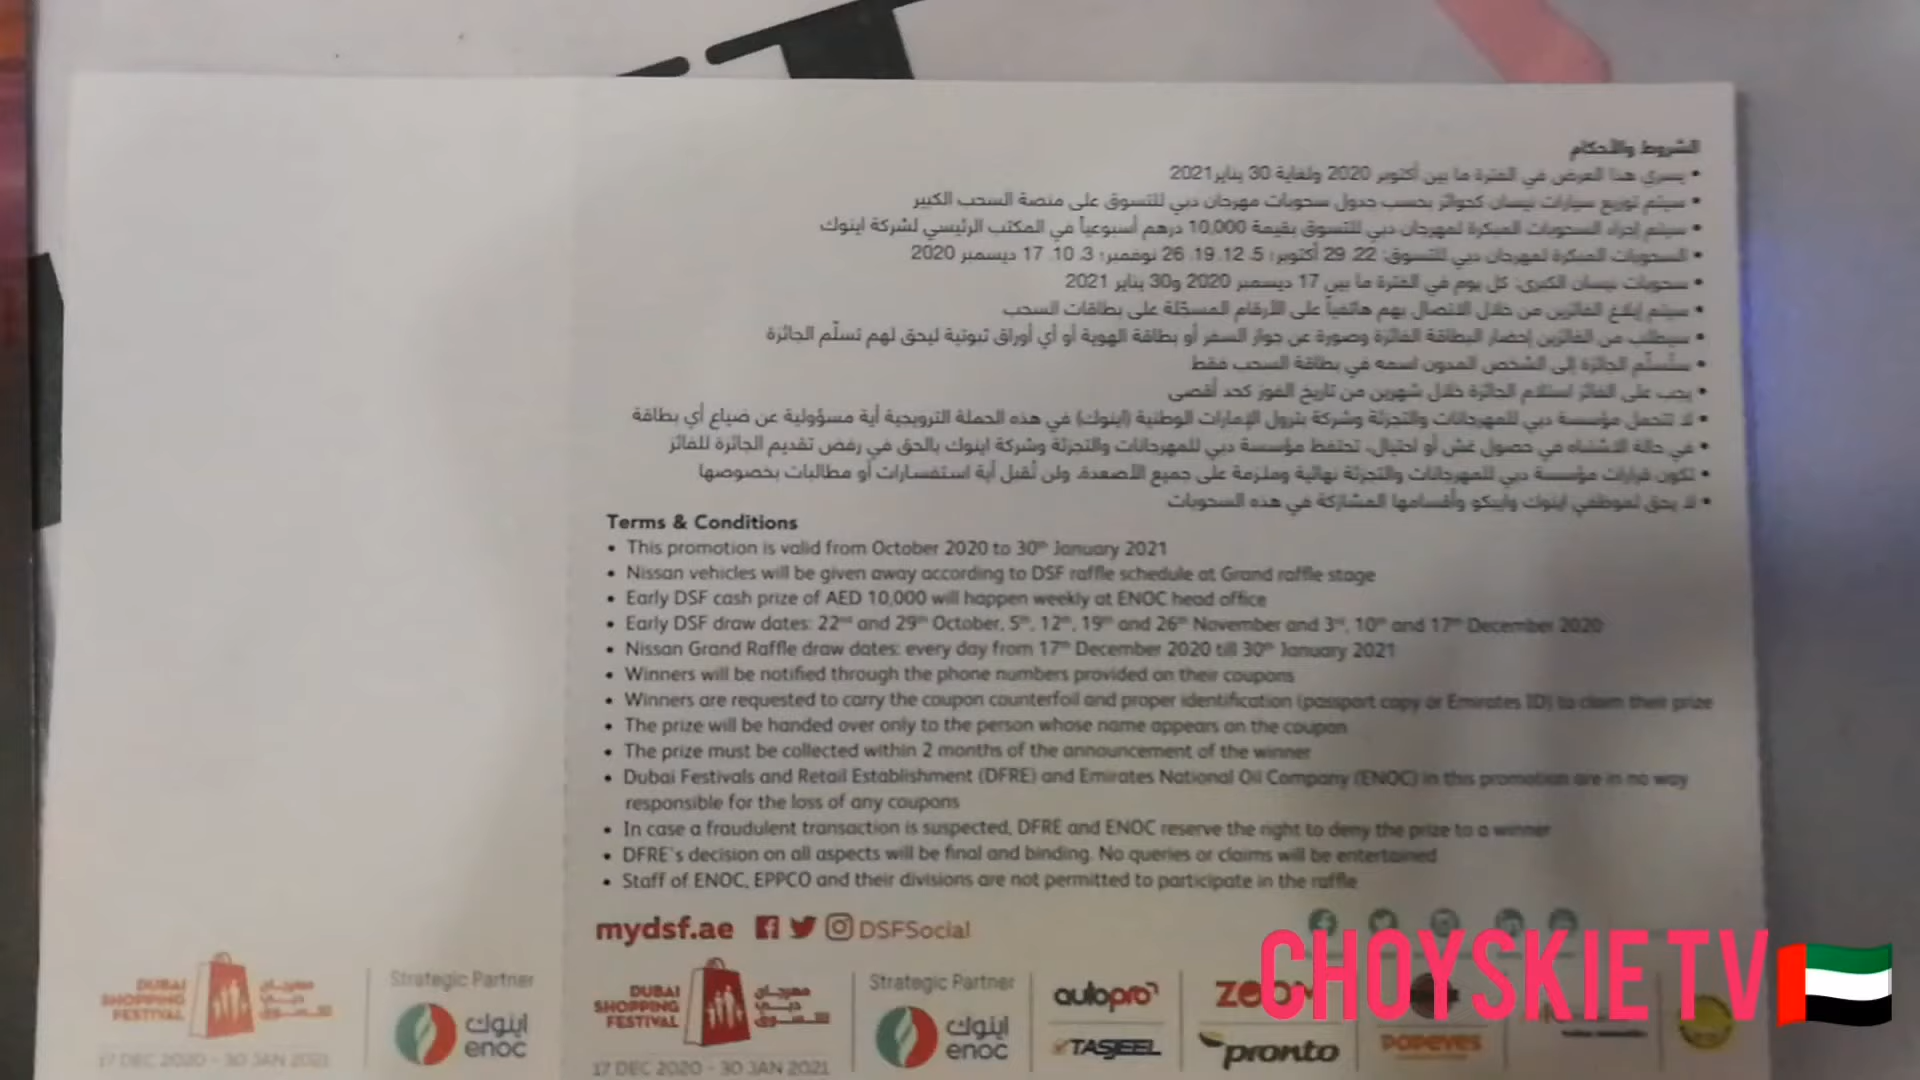 الشروط والأحكام
• يسري هذا العرض في الفترة ما بين أكتوبر 2020 ولغاية 30 يناير 2021
• سيتم توزيع سيارات نيسان كجوائز بحسب جدول سحوبات مهرجان دبي للتسوق على منصة السحب الكبير
• سيتم إجراء السحوبات المبكرة لمهرجان دبي للتسوق بقيمة 10,000 درهم أسبوعياً في المكتب الرئيسي لشركة اينوك
• السحوبات المبكرة لمهرجان دبي للتسوق: 22، 29 أكتوبر؛ 5، 12، 19، 26 نوفمبر؛ 3، 10، 17 ديسمبر 2020
• سحوبات نيسان الكبرى: كل يوم في الفترة ما بين 17 ديسمبر 2020 و30 يناير 2021
• سيتم إبلاغ الفائزين من خلال الاتصال بهم هاتفياً على الأرقام المسجّلة على بطاقات السحب
• سيطلب من الفائزين إحضار البطاقة الفائزة وصورة عن جواز السفر أو بطاقة الهوية أو أي أوراق ثبوتية ليحق لهم تسلّم الجائزة
• ستُسلّم الجائزة إلى الشخص المدون اسمه في بطاقة السحب فقط
• يجب على الفائز استلام الجائزة خلال شهرين من تاريخ الفوز كحد أقصى
• لا تتحمل مؤسسة دبي للمهرجانات والتجزئة وشركة بترول الإمارات الوطنية (اينوك) في هذه الحملة الترويجية أية مسؤولية عن ضياع أي بطاقة
• في حالة الاشتباه في حصول غش أو احتيال، تحتفظ مؤسسة دبي للمهرجانات والتجزئة وشركة اينوك بالحق في رفض تقديم الجائزة للفائز
• تكون قرارات مؤسسة دبي للمهرجانات والتجزئة نهائية وملزمة على جميع الأصعدة، ولن تُقبل أية استفسارات أو مطالبات بخصوصها
• لا يحق لموظفي اينوك وايبكو وأقسامها المشاركة في هذه السحوبات
Terms & Conditions
• This promotion is valid from October 2020 to 30th January 2021
• Nissan vehicles will be given away according to DSF raffle schedule at Grand raffle stage
• Early DSF cash prize of AED 10,000 will happen weekly at ENOC head office
• Early DSF draw dates: 22nd and 29th October, 5th, 12th, 19th and 26th November and 3rd, 10th and 17th December 2020
• Nissan Grand Raffle draw dates: every day from 17th December 2020 till 30th January 2021
• Winners will be notified through the phone numbers provided on their coupons
• Winners are requested to carry the coupon counterfoil and proper identification (passport copy or Emirates ID) to claim their prize
• The prize will be handed over only to the person whose name appears on the coupon
• The prize must be collected within 2 months of the announcement of the winner
• Dubai Festivals and Retail Establishment (DFRE) and Emirates National Oil Company (ENOC) in this promotion are in no way
responsible for the loss of any coupons
• In case a fraudulent transaction is suspected, DFRE and ENOC reserve the right to deny the prize to a winner
• DFRE's decision on all aspects will be final and binding. No queries or claims will be entertained
• Staff of ENOC, EPPCO and their divisions are not permitted to participate in the raffle
mydsf.ae DSFSocial
CHOYSKIE TV
DUBAI SHOPPING FESTIVAL مهرجان دبي للتسوق
17 DEC 2020 - 30 JAN 2021
Strategic Partner
اينوك
enoc
DUBAI SHOPPING FESTIVAL مهرجان دبي للتسوق
17 DEC 2020 - 30 JAN 2021
Strategic Partner
اينوك
enoc
autopro
TASJEEL
ZOOM
pronto
POPEYES